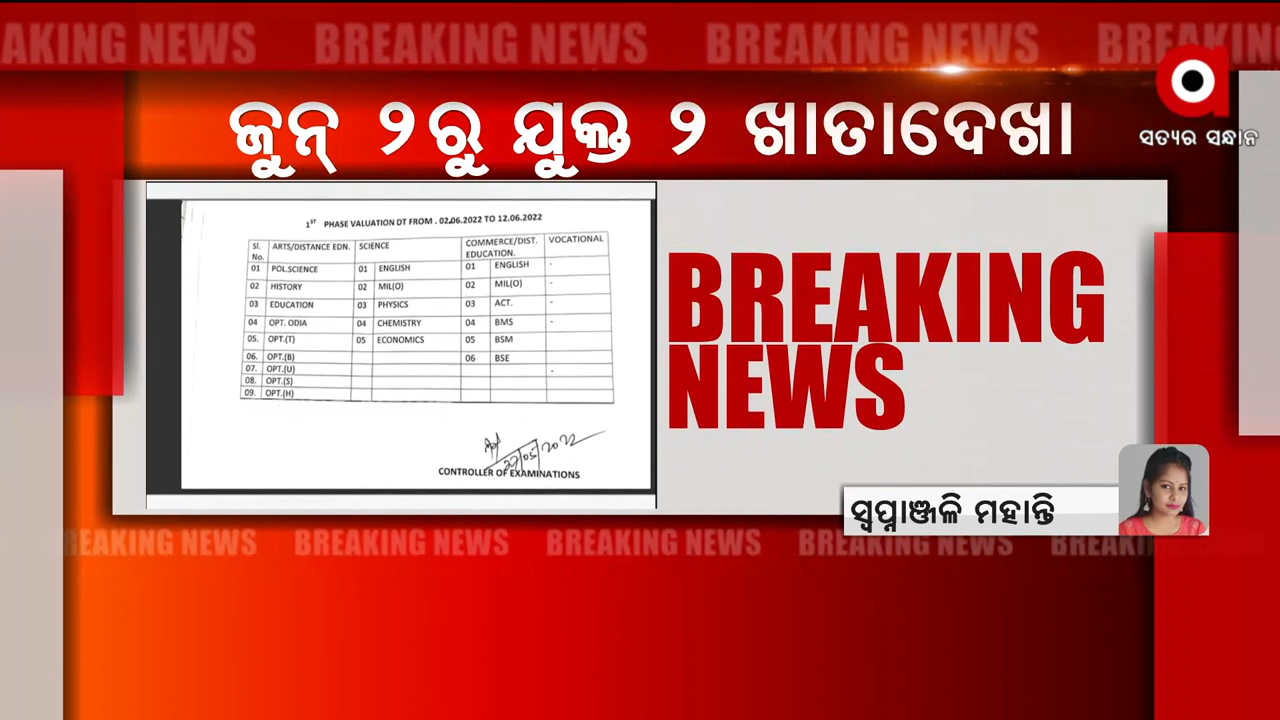 AKING NEWS BREAKING NEWS BREAKING NEWS BREAKING
ଜୁନ୍ ୨ରୁ ଯୁକ୍ତ ୨ ଖାତାଦେଖା
ସତ୍ୟର ସନ୍ଧାନ
1ST PHASE VALUATION DT FROM . 02.06.2022 TO 12.06.2022
Sl. No. ARTS/DISTANCE EDN. SCIENCE COMMERCE/DIST. EDUCATION. VOCATIONAL
01 POL.SCIENCE 01 ENGLISH 01 ENGLISH -
02 HISTORY 02 MIL(O) 02 MIL(O) -
03 EDUCATION 03 PHYSICS 03 ACT. -
04 OPT. ODIA 04 CHEMISTRY 04 BMS -
05. OPT.(T) 05 ECONOMICS 05 BSM
06. OPT.(B) 06 BSE
07. OPT.(U) -
08. OPT.(S)
09. OPT.(H)
27/05/2022
CONTROLLER OF EXAMINATIONS
BREAKING
NEWS
ସ୍ୱପ୍ନାଞ୍ଜଳି ମହାନ୍ତି
BREAKING NEWS BREAKING NEWS BREAKING NEWS BREAKING NEWS